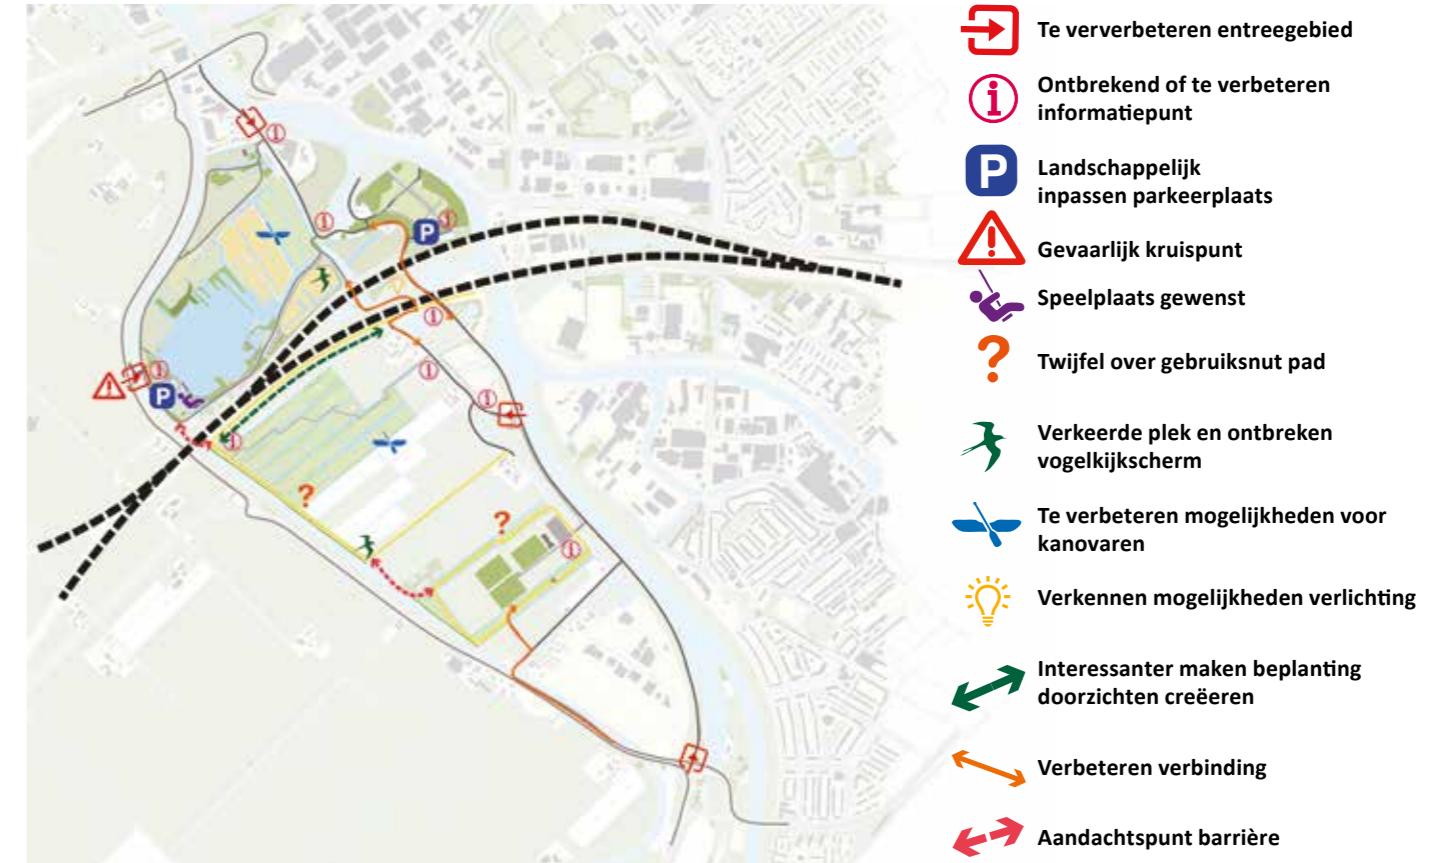 Te ververbeteren entreegebied
Ontbrekend of te verbeteren
informatiepunt
P
Landschappelijk
inpassen parkeerplaats
Gevaarlijk kruispunt
Speelplaats gewenst
?
Twijfel over gebruiksnut pad
Verkeerde plek en ontbreken
vogelkijkscherm
Te verbeteren mogelijkheden voor
kanovaren
Verkennen mogelijkheden verlichting
Interessanter maken beplanting
doorzichten creëeren
Verbeteren verbinding
Aandachtspunt barrière
P
P
?
?